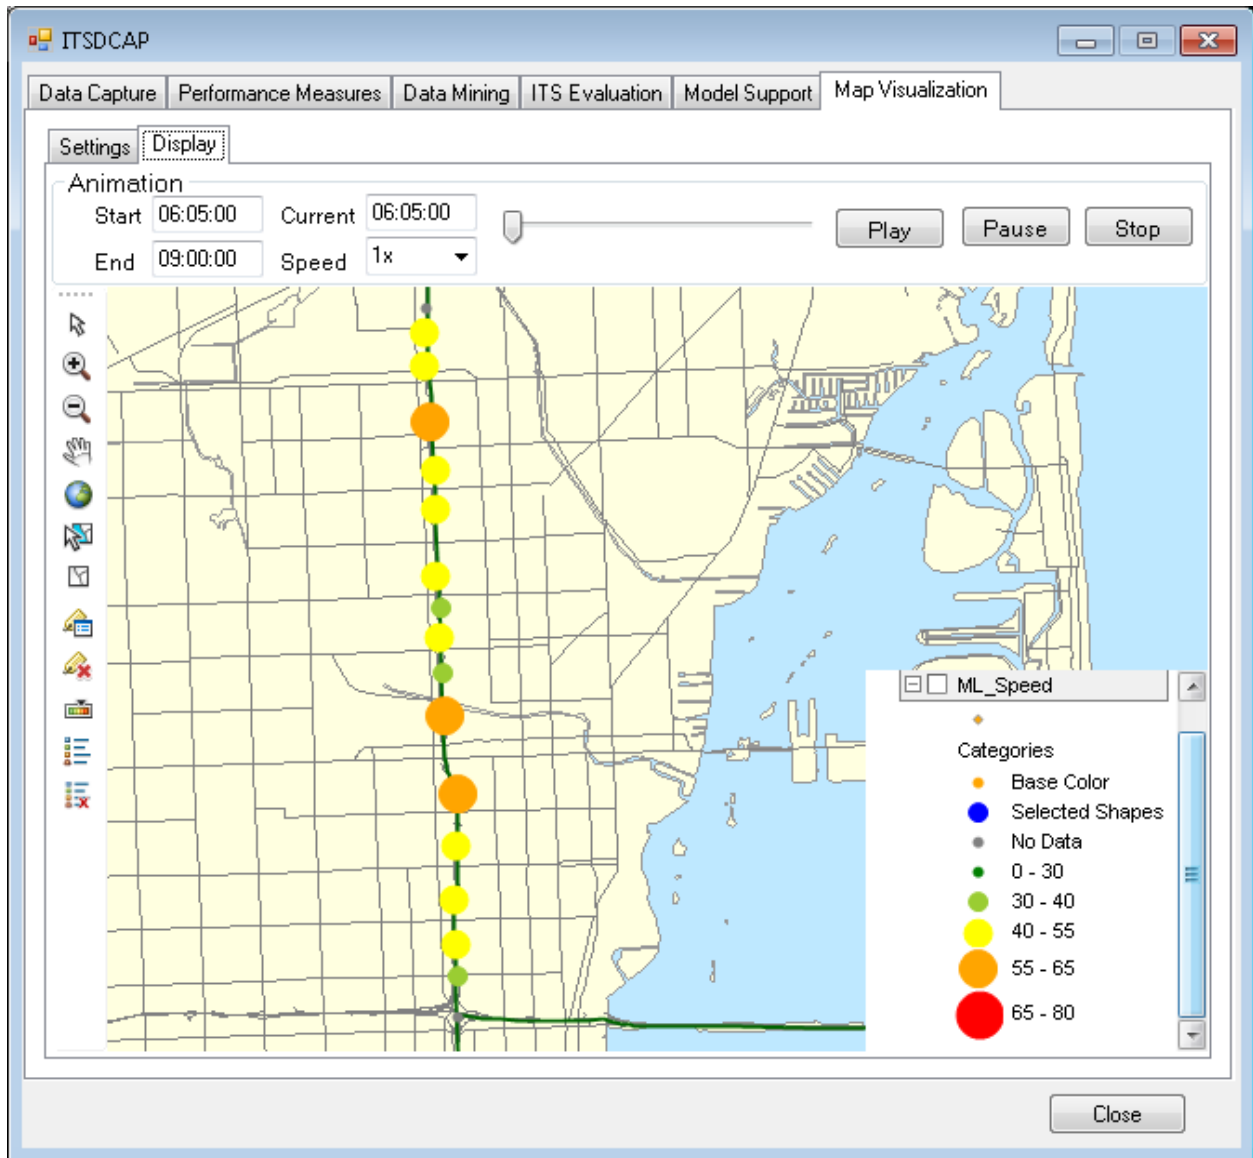 ITSDCAP
Data Capture Performance Measures Data Mining ITS Evaluation Model Support Map Visualization
Settings Display
Animation
Start 06:05:00 Current 06:05:00 Play Pause Stop
End 09:00:00 Speed 1x
ML_Speed
Categories
Base Color
Selected Shapes
No Data
0 - 30
30 - 40
40 - 55
55 - 65
65 - 80
Close